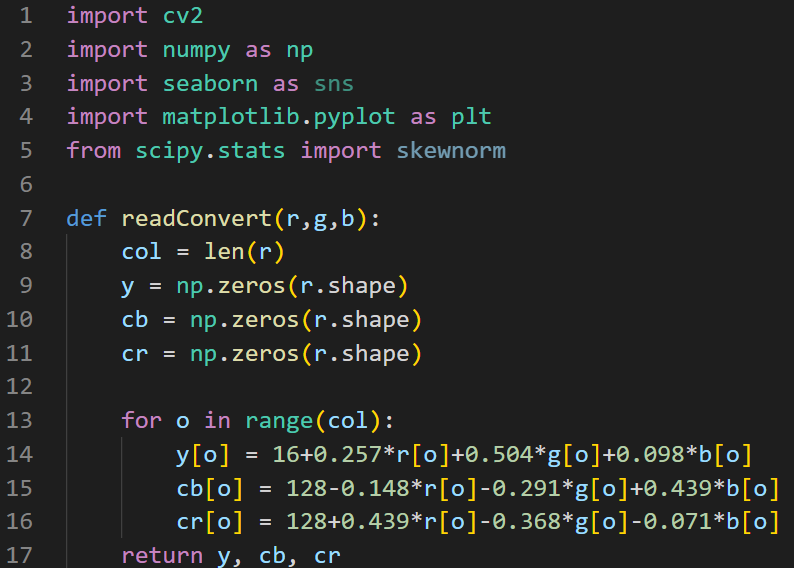 1 import cv2
2 import numpy as np
3 import seaborn as sns
4 import matplotlib.pyplot as plt
5 from scipy.stats import skewnorm
6
7 def readConvert(r,g,b):
8     col = len(r)
9     y = np.zeros(r.shape)
10     cb = np.zeros(r.shape)
11     cr = np.zeros(r.shape)
12
13     for o in range(col):
14         y[o] = 16+0.257*r[o]+0.504*g[o]+0.098*b[o]
15         cb[o] = 128-0.148*r[o]-0.291*g[o]+0.439*b[o]
16         cr[o] = 128+0.439*r[o]-0.368*g[o]-0.071*b[o]
17     return y, cb, cr